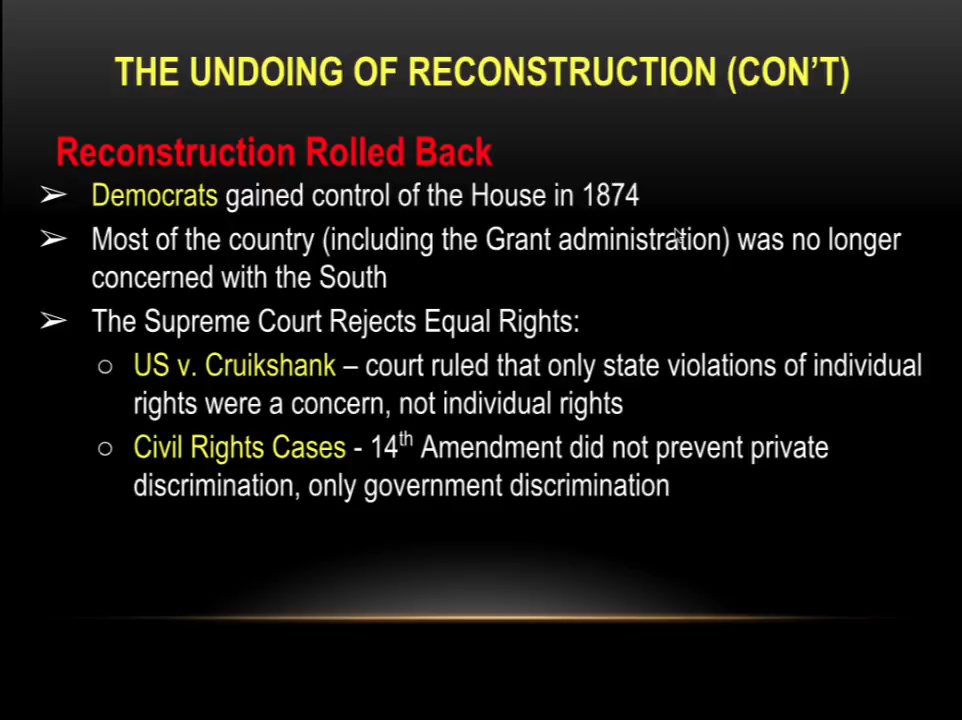 THE UNDOING OF RECONSTRUCTION (CON'T)
Reconstruction Rolled Back
➢ Democrats gained control of the House in 1874
➢ Most of the country (including the Grant administration) was no longer
concerned with the South
➢ The Supreme Court Rejects Equal Rights:
○ US v. Cruikshank – court ruled that only state violations of individual
rights were a concern, not individual rights
○ Civil Rights Cases - 14th Amendment did not prevent private
discrimination, only government discrimination